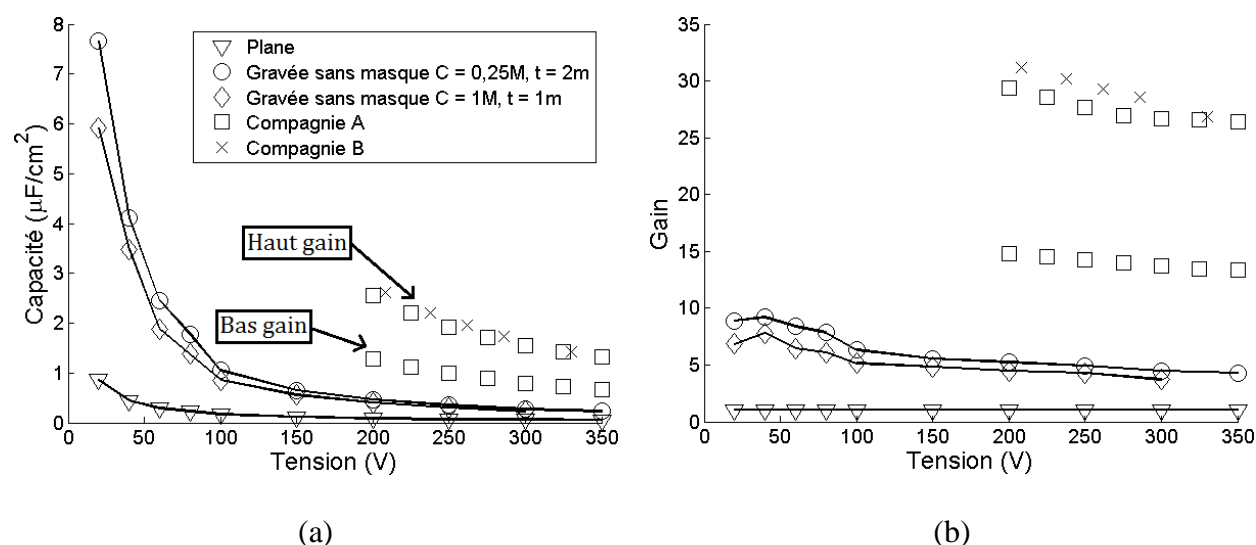 8
7
6
5
4
3
2
1
0
Capacité (µF/cm²)
Plane
Gravée sans masque C = 0,25M, t = 2m
Gravée sans masque C = 1M, t = 1m
Compagnie A
Compagnie B
Haut gain
Bas gain
0 50 100 150 200 250 300 350
Tension (V)
(a)
35
30
25
20
15
10
5
0
Gain
0 50 100 150 200 250 300 350
Tension (V)
(b)